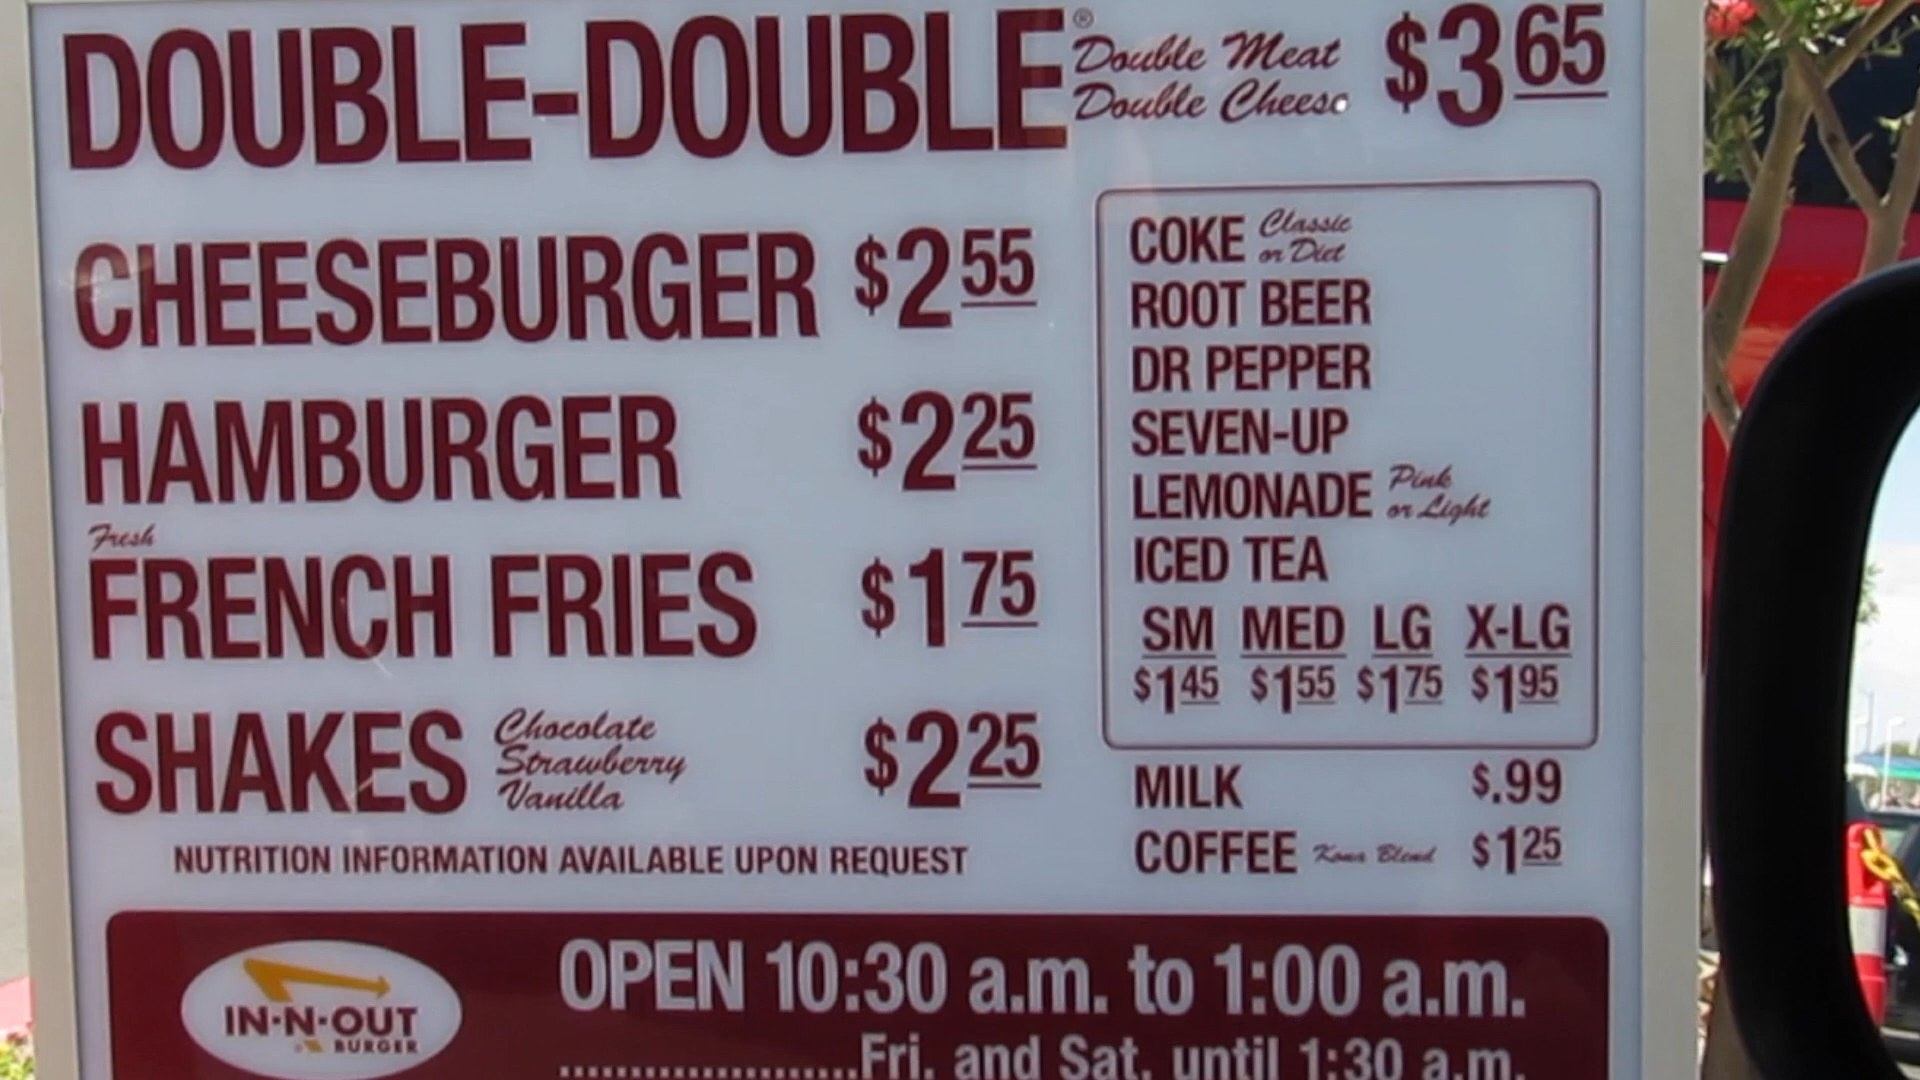 DOUBLE-DOUBLE® Double Meat Double Cheese $3 65
CHEESEBURGER $2 55
HAMBURGER $2 25
Fresh
FRENCH FRIES $1 75
SHAKES Chocolate Strawberry Vanilla $2 25
NUTRITION INFORMATION AVAILABLE UPON REQUEST
COKE Classic or Diet
ROOT BEER
DR PEPPER
SEVEN-UP
LEMONADE Pink or Light
ICED TEA
SM MED LG X-LG
$1 45 $1 55 $1 75 $1 95
MILK $.99
COFFEE Kona Blend $1 25
IN-N-OUT
BURGER
OPEN 10:30 a.m. to 1:00 a.m.
.....................Fri. and Sat. until 1:30 a.m.